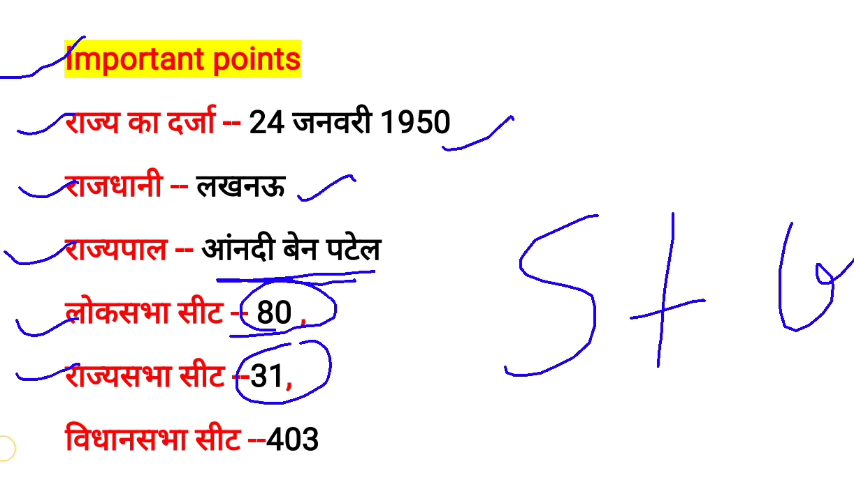 Important points
राज्य का दर्जा -- 24 जनवरी 1950
राजधानी -- लखनऊ
राज्यपाल -- आंनदी बेन पटेल
लोकसभा सीट -- 80 ,
राज्यसभा सीट --31,
विधानसभा सीट --403